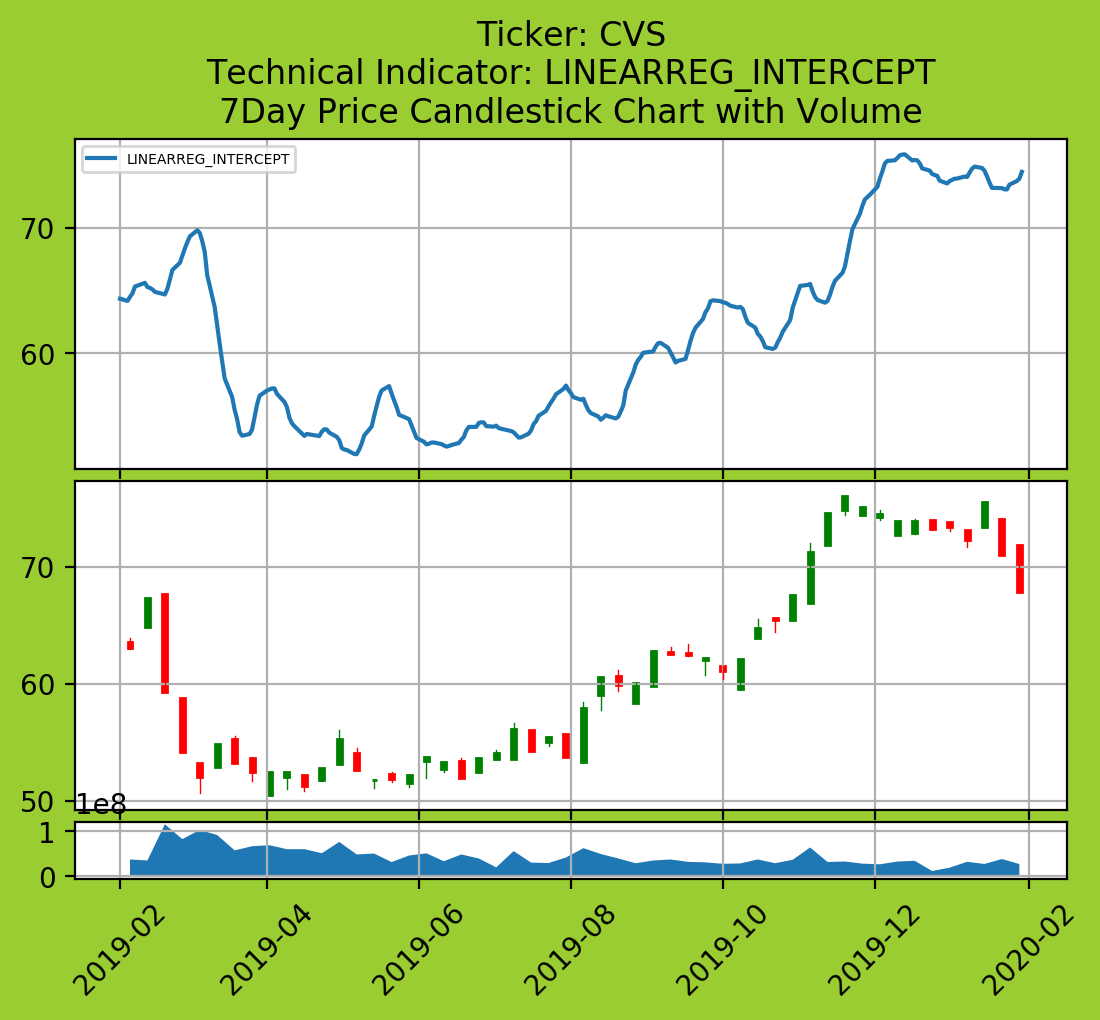 Ticker: CVS
Technical Indicator: LINEARREG_INTERCEPT
7Day Price Candlestick Chart with Volume
LINEARREG_INTERCEPT
70
60
70
60
50
1e8
1
0
2019-02
2019-04
2019-06
2019-08
2019-10
2019-12
2020-02